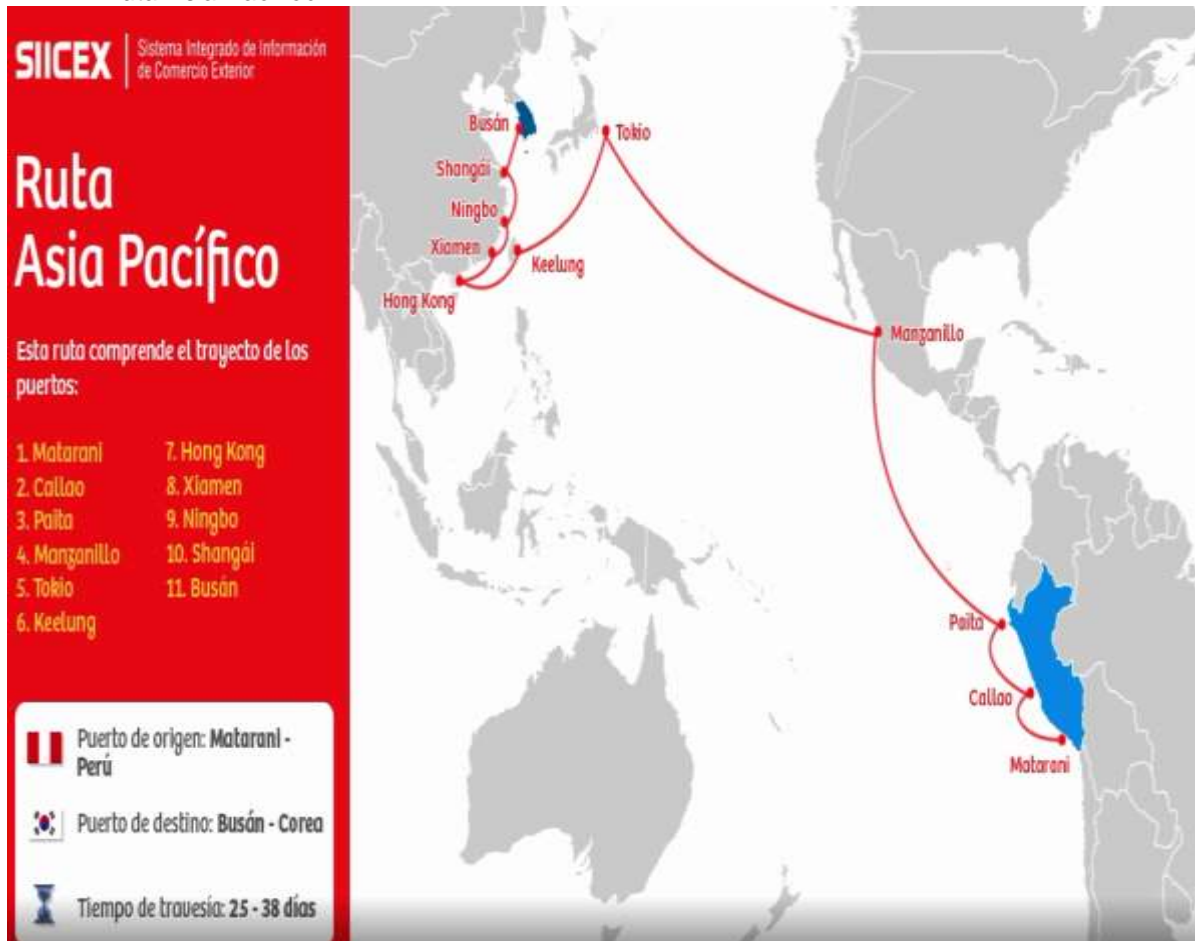 SIICEX
Sistema Integrado de Información
de Comercio Exterior
Ruta
Asia Pacífico
Esta ruta comprende el trayecto de los
puertos:
1. Matarani
2. Callao
3. Paita
4. Manzanillo
5. Tokio
6. Keelung
7. Hong Kong
8. Xiamen
9. Ningbo
10. Shangái
11. Busán
Puerto de origen: Matarani -
Perú
Puerto de destino: Busán - Corea
Tiempo de travesía: 25 - 38 días
Busán
Tokio
Shangái
Ningbo
Xiamen
Keelung
Hong Kong
Manzanillo
Paita
Callao
Matarani